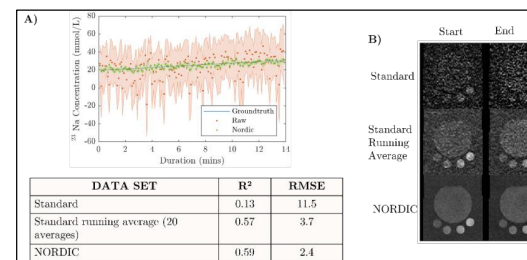 A)
80
60
40
20
0
-20
-40
-60
²³ Na Concentration (mmol/L)
Groundtruth
Raw
Nordic
0 2 4 6 8 10 12 14
Duration (mins)
DATA SET R² RMSE
Standard 0.13 11.5
Standard running average (20 averages) 0.57 3.7
NORDIC 0.59 2.4
B)
Start End
Standard
Standard
Running
Average
NORDIC